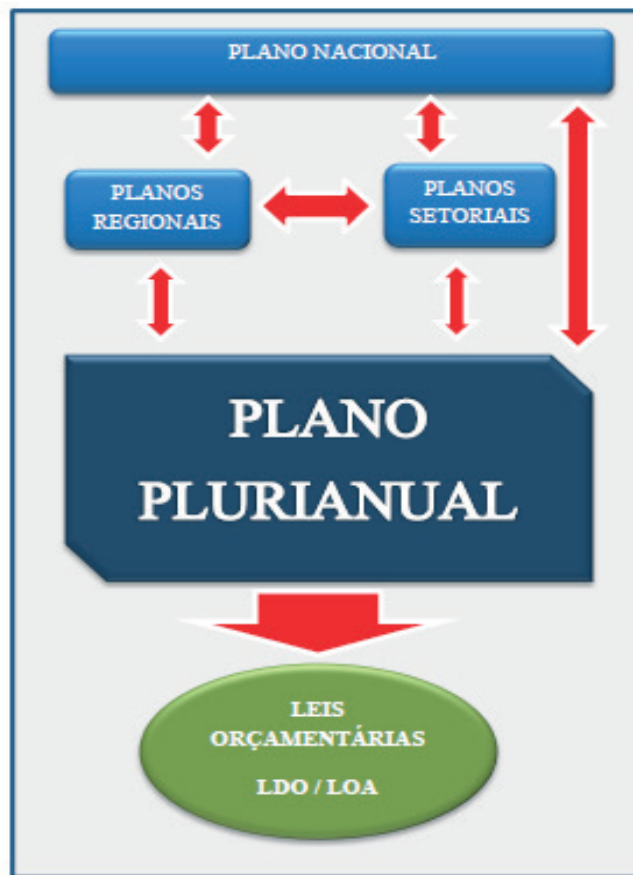 PLANO NACIONAL
PLANOS
REGIONAIS
PLANOS
SETORIAIS
PLANO
PLURIANUAL
LEIS
ORÇAMENTÁRIAS
LDO / LOA